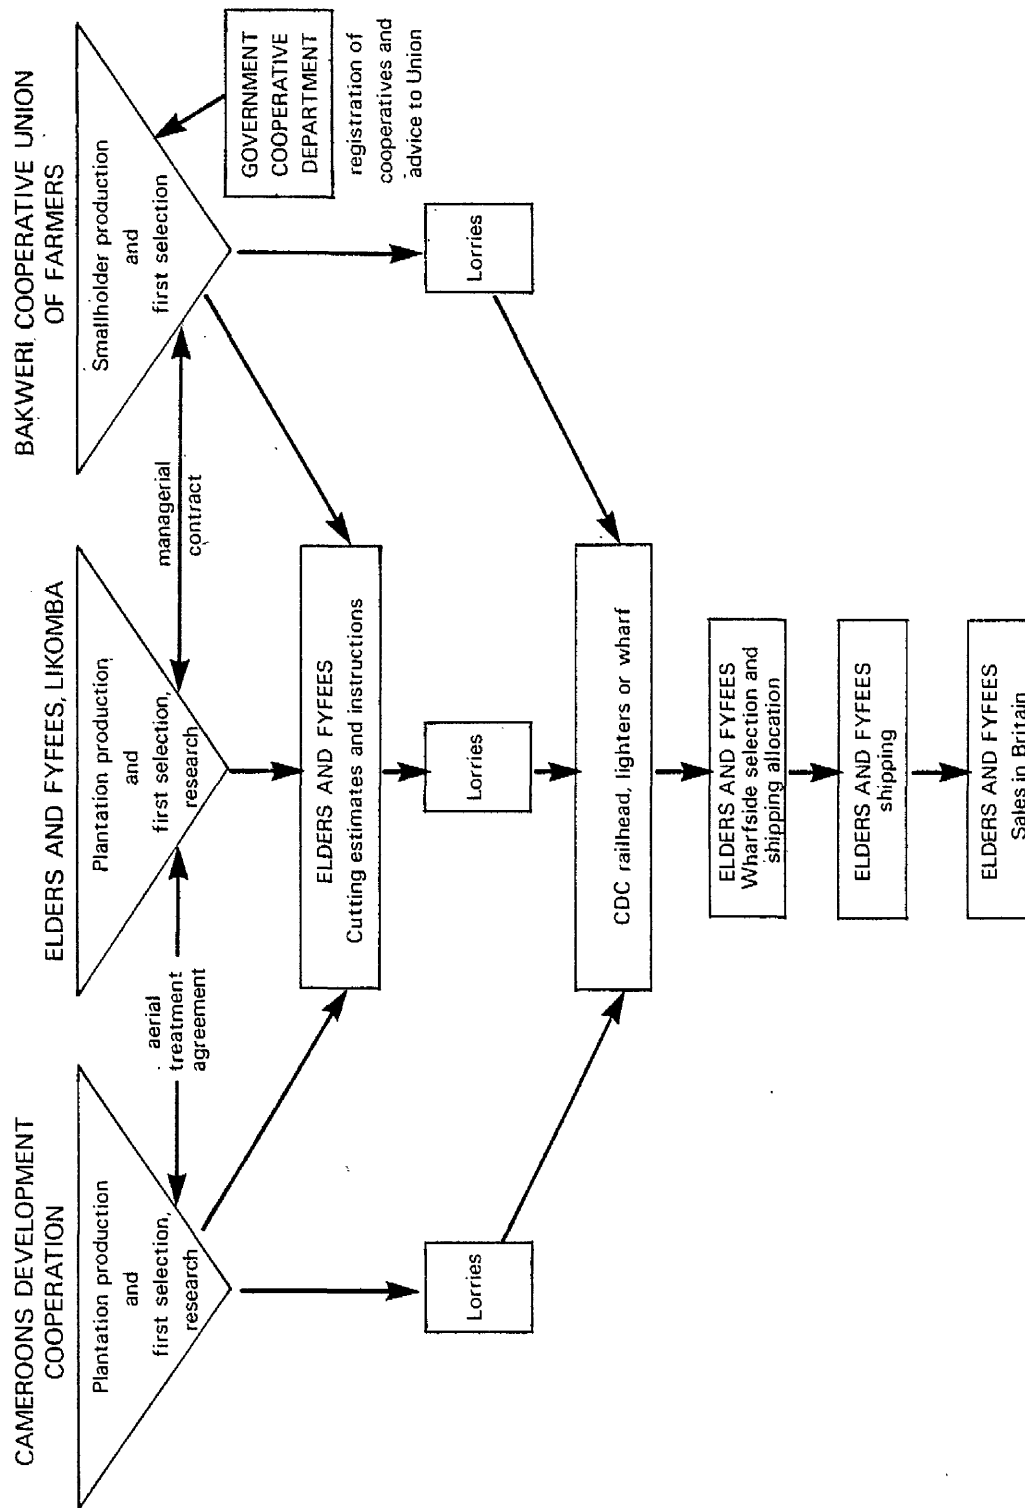 CAMEROONS DEVELOPMENT
COOPERATION
Plantation production
and
first selection,
research
aerial
treatment
agreement
ELDERS AND FYFEES, LIKOMBA
Plantation production
and
first selection,
research
managerial
contract
BAKWERI COOPERATIVE UNION
OF FARMERS
Smallholder production
and
first selection
GOVERNMENT
COOPERATIVE
DEPARTMENT
registration of
cooperatives and
advice to Union
ELDERS AND FYFEES
Cutting estimates and instructions
Lorries
Lorries
Lorries
CDC railhead, lighters or wharf
ELDERS AND FYFEES
Wharfside selection and
shipping allocation
ELDERS AND FYFEES
shipping
ELDERS AND FYFEES
Sales in Britain